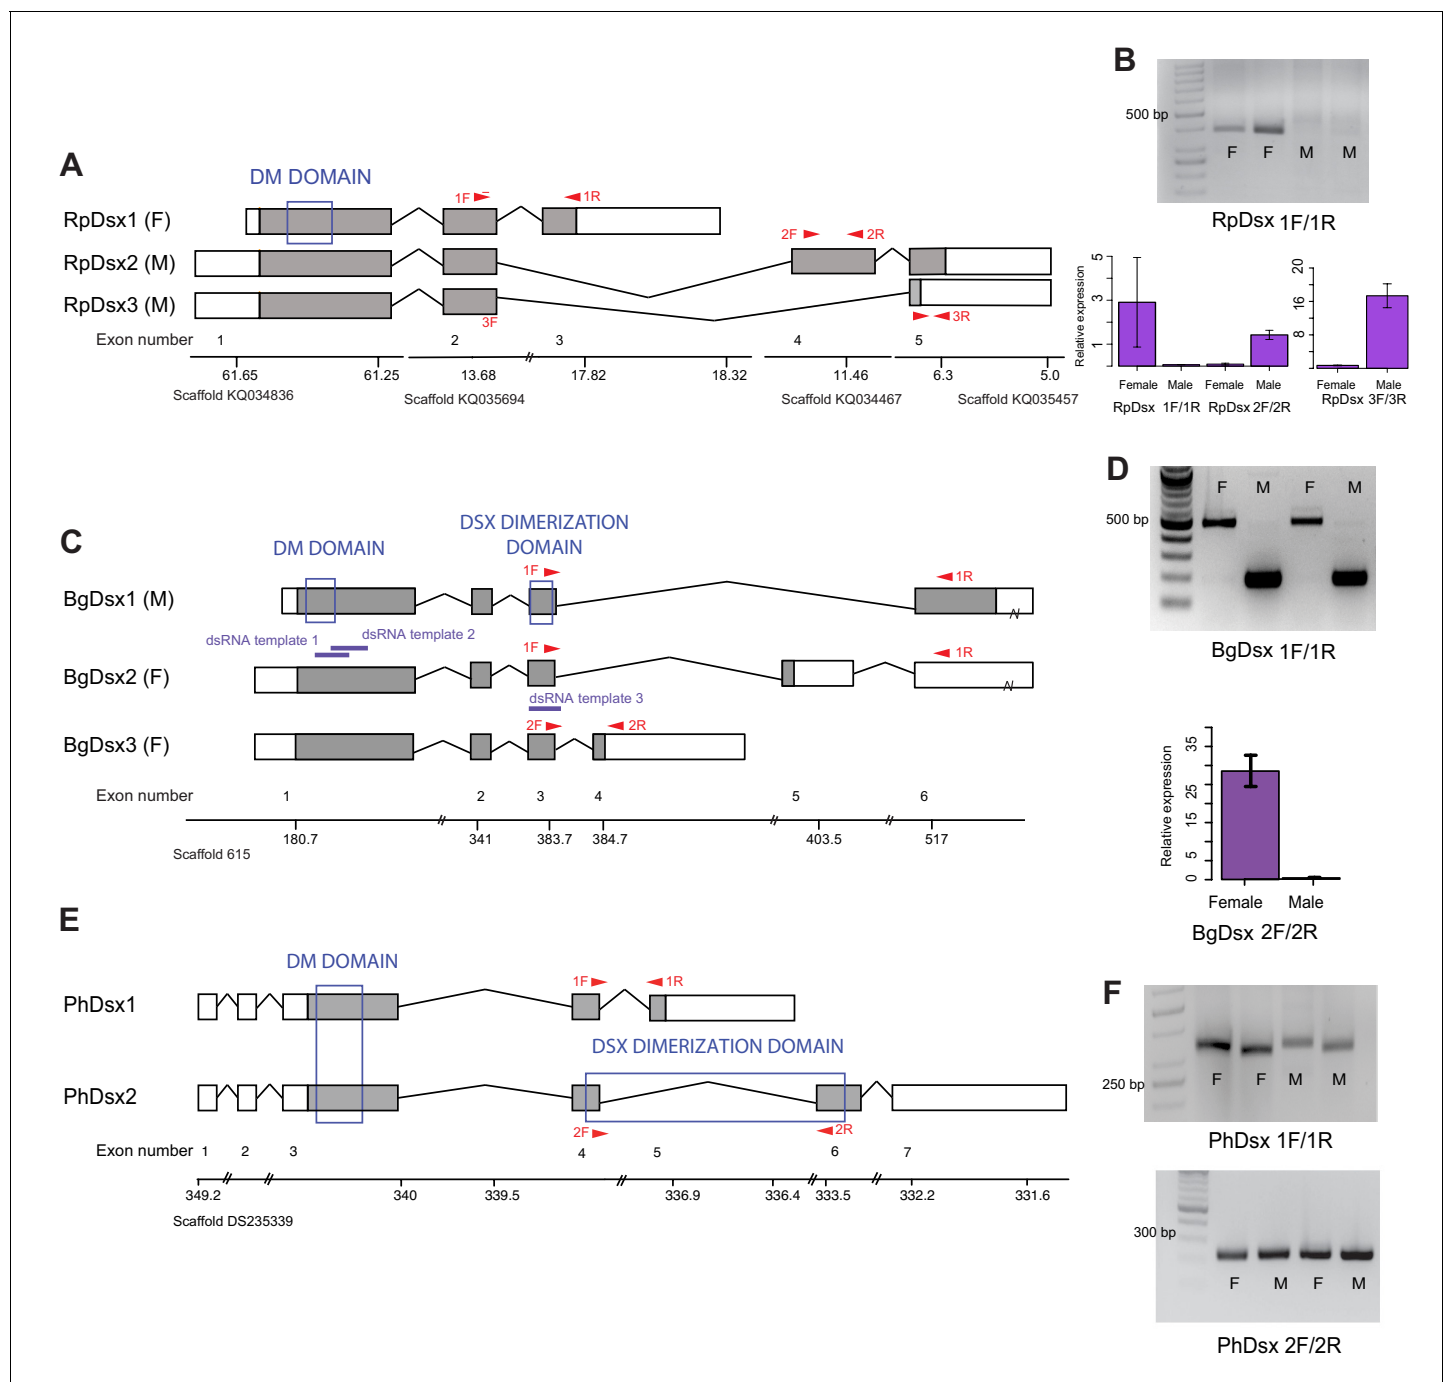 A
DM DOMAIN
RpDsx1 (F)
1F
1R
RpDsx2 (M)
2F
2R
RpDsx3 (M)
3F
3R
Exon number 1 2 3 4 5
61.65 61.25 13.68 17.82 18.32 11.46 6.3 5.0
Scaffold KQ034836 Scaffold KQ035694 Scaffold KQ034467 Scaffold KQ035457
B
500 bp
F F M M
RpDsx 1F/1R
Relative expression
1 3 5
Female Male Female Male
RpDsx 1F/1R RpDsx 2F/2R
8 16 20
Female Male
RpDsx 3F/3R
C
DM DOMAIN
DSX DIMERIZATION
DOMAIN
BgDsx1 (M)
1F
1R
dsRNA template 1
dsRNA template 2
BgDsx2 (F)
1F
1R
dsRNA template 3
BgDsx3 (F)
2F
2R
Exon number 1 2 3 4 5 6
180.7 341 383.7 384.7 403.5 517
Scaffold 615
D
F M F M
500 bp
BgDsx 1F/1R
Relative expression
0 5 15 25 35
Female Male
BgDsx 2F/2R
E
DM DOMAIN
PhDsx1
1F
1R
DSX DIMERIZATION DOMAIN
PhDsx2
2F
2R
Exon number 1 2 3 4 5 6 7
349.2 340 339.5 336.9 336.4 333.5 332.2 331.6
Scaffold DS235339
F
250 bp
F F M M
PhDsx 1F/1R
300 bp
F M F M
PhDsx 2F/2R